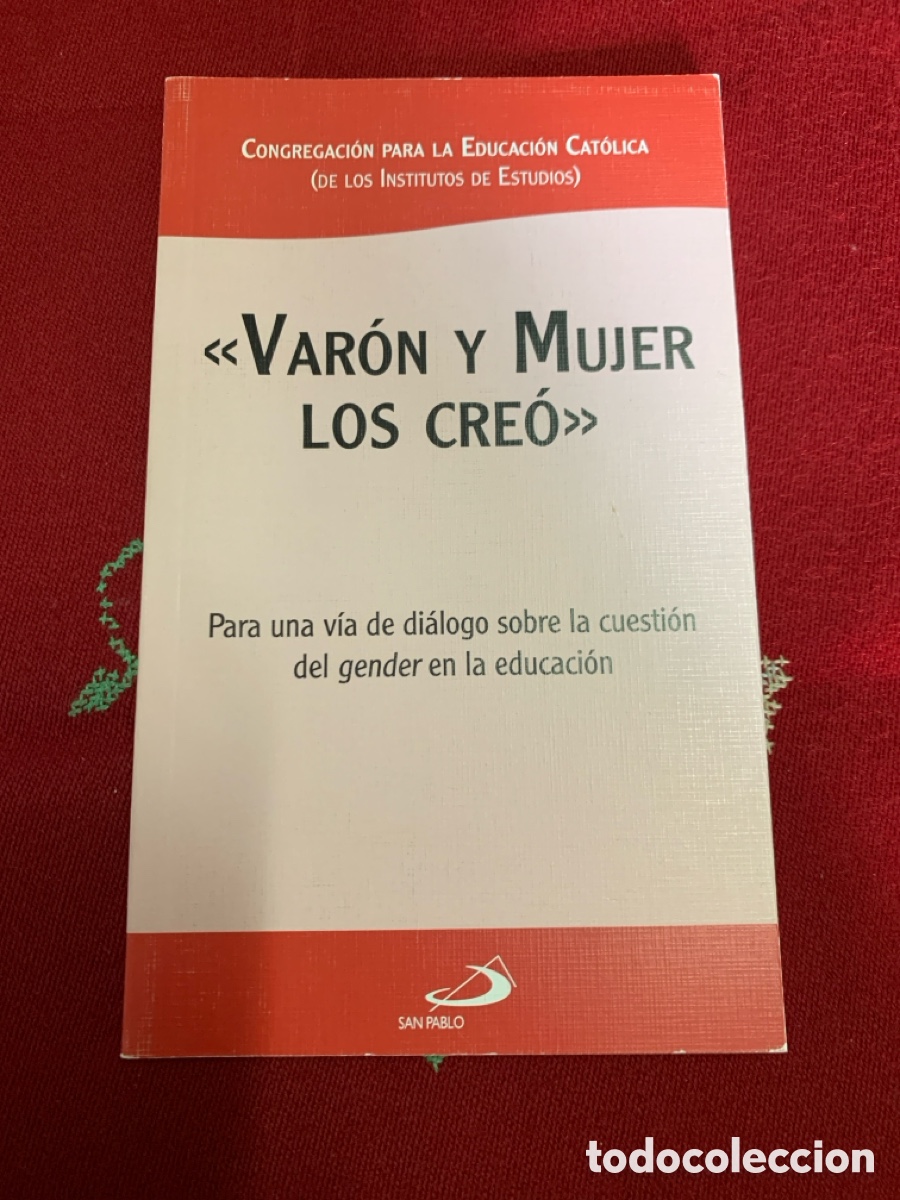 CONGREGACIÓN PARA LA EDUCACIÓN CATÓLICA
(DE LOS INSTITUTOS DE ESTUDIOS)
«VARÓN Y MUJER
LOS CREÓ»
Para una vía de diálogo sobre la cuestión
del gender en la educación
SAN PABLO
todocoleccion